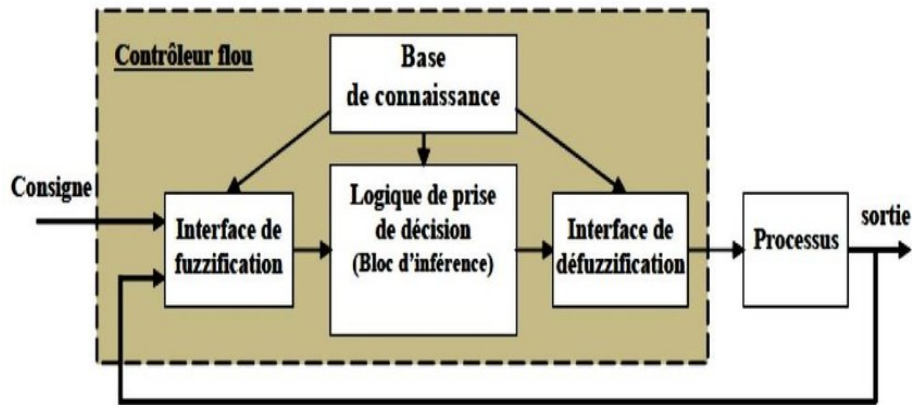 Contrôleur flou
Base
de connaissance
Consigne
Interface de
fuzzification
Logique de prise
de décision
(Bloc d'inférence)
Interface de
défuzzification
Processus
sortie